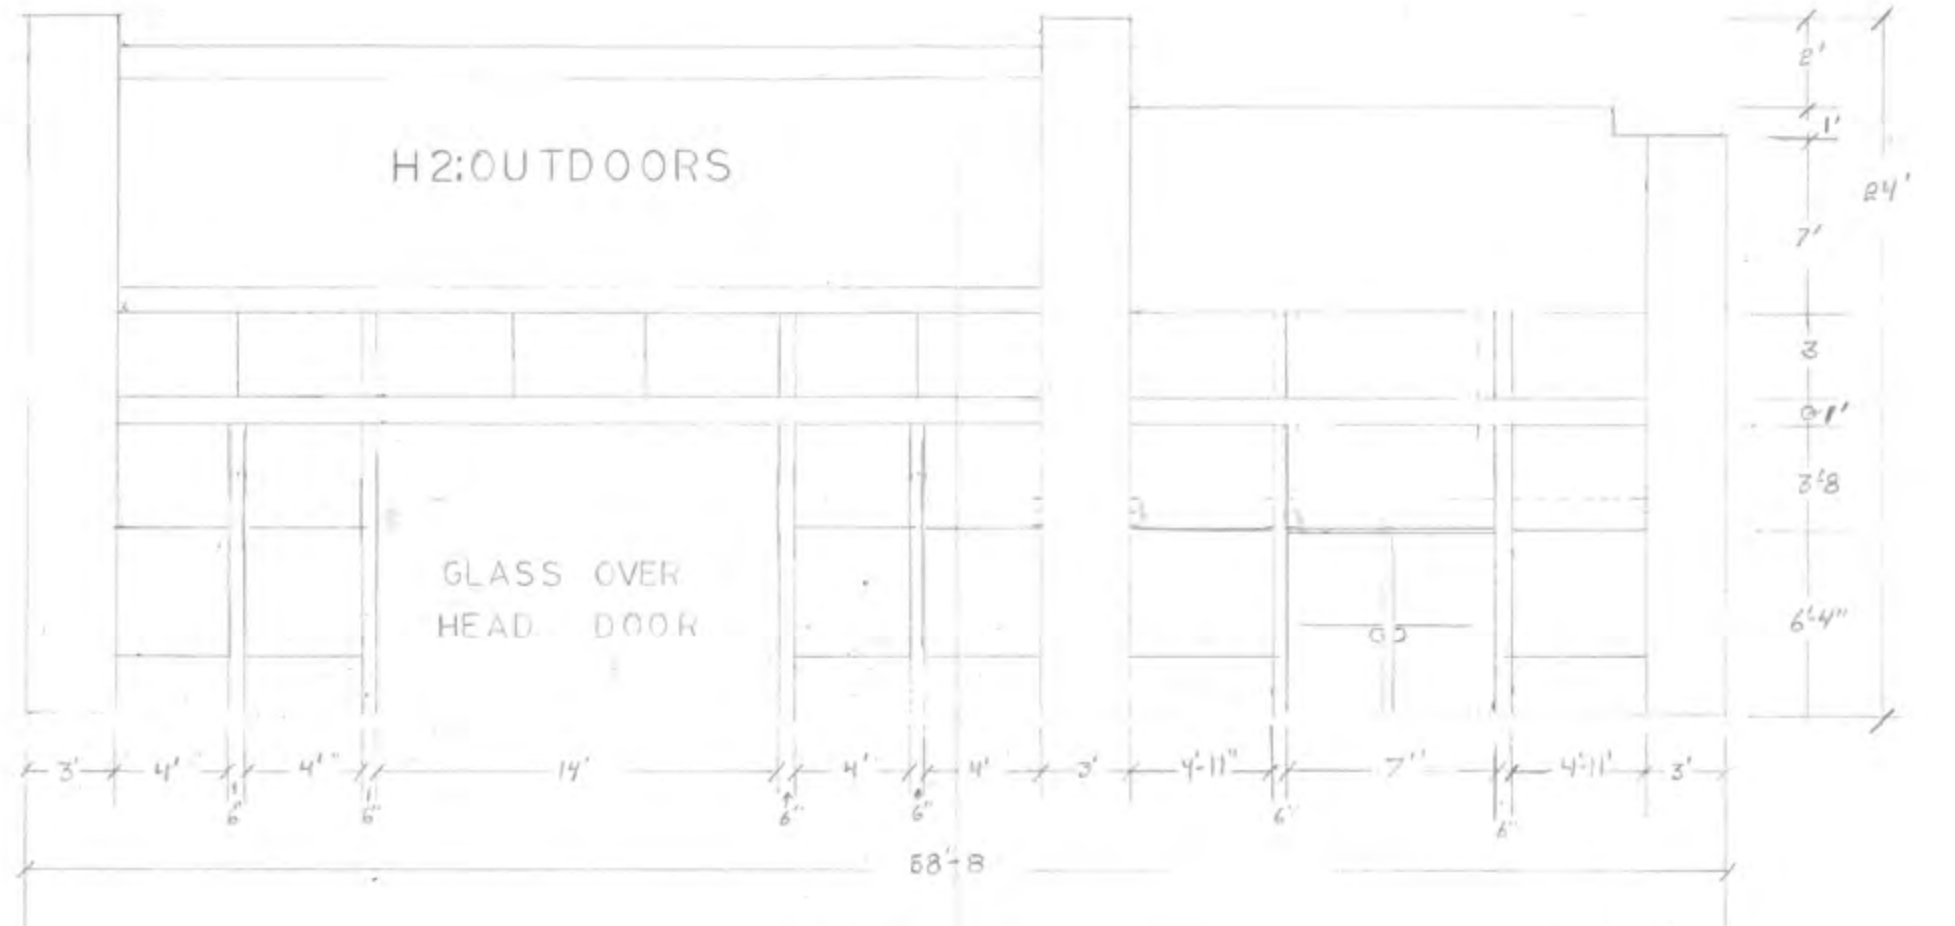 2'
1'
24'
H2:OUTDOORS
7'
3
1'
3'-8
GLASS OVER
HEAD DOOR
6'-4"
3' 4' 4'" 14' 4' 4' 3' 4'-11" 7' 4'-11' 3'
6" 6" 6" 6" 6' 6"
58'-8